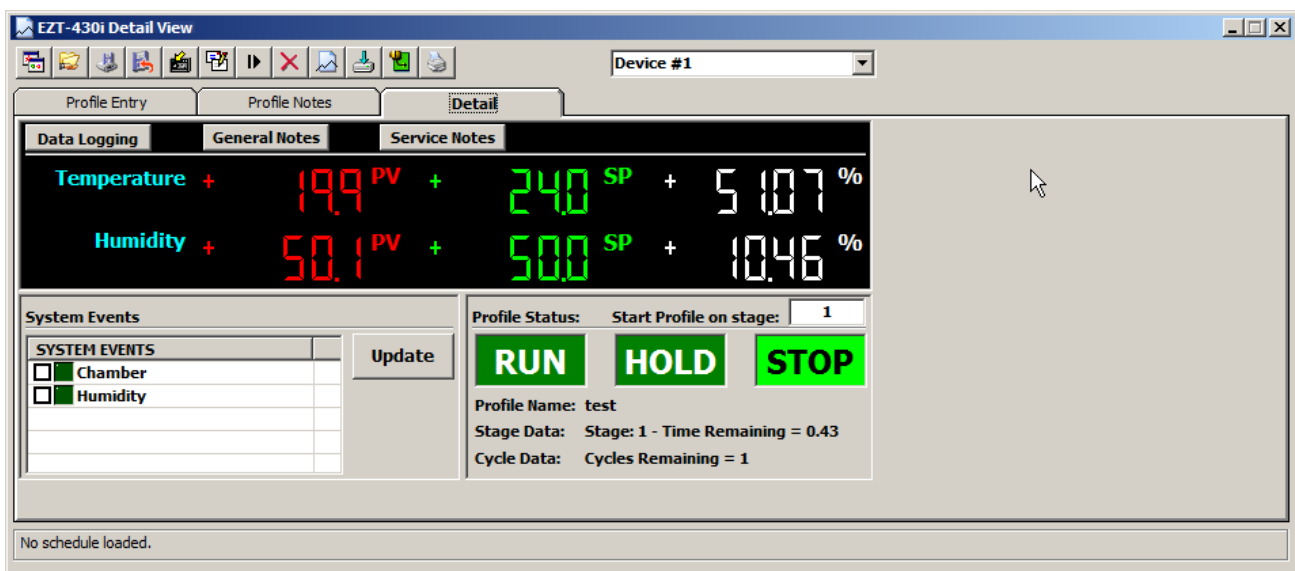 EZT-430i Detail View
Device #1
Profile Entry Profile Notes Detail
Data Logging General Notes Service Notes
Temperature + 19.9 PV + 24.0 SP + 51.07 %
Humidity + 50.1 PV + 50.0 SP + 10.46 %
System Events
SYSTEM EVENTS
Chamber
Humidity
Update
Profile Status: Start Profile on stage: 1
RUN HOLD STOP
Profile Name: test
Stage Data: Stage: 1 - Time Remaining = 0.43
Cycle Data: Cycles Remaining = 1
No schedule loaded.